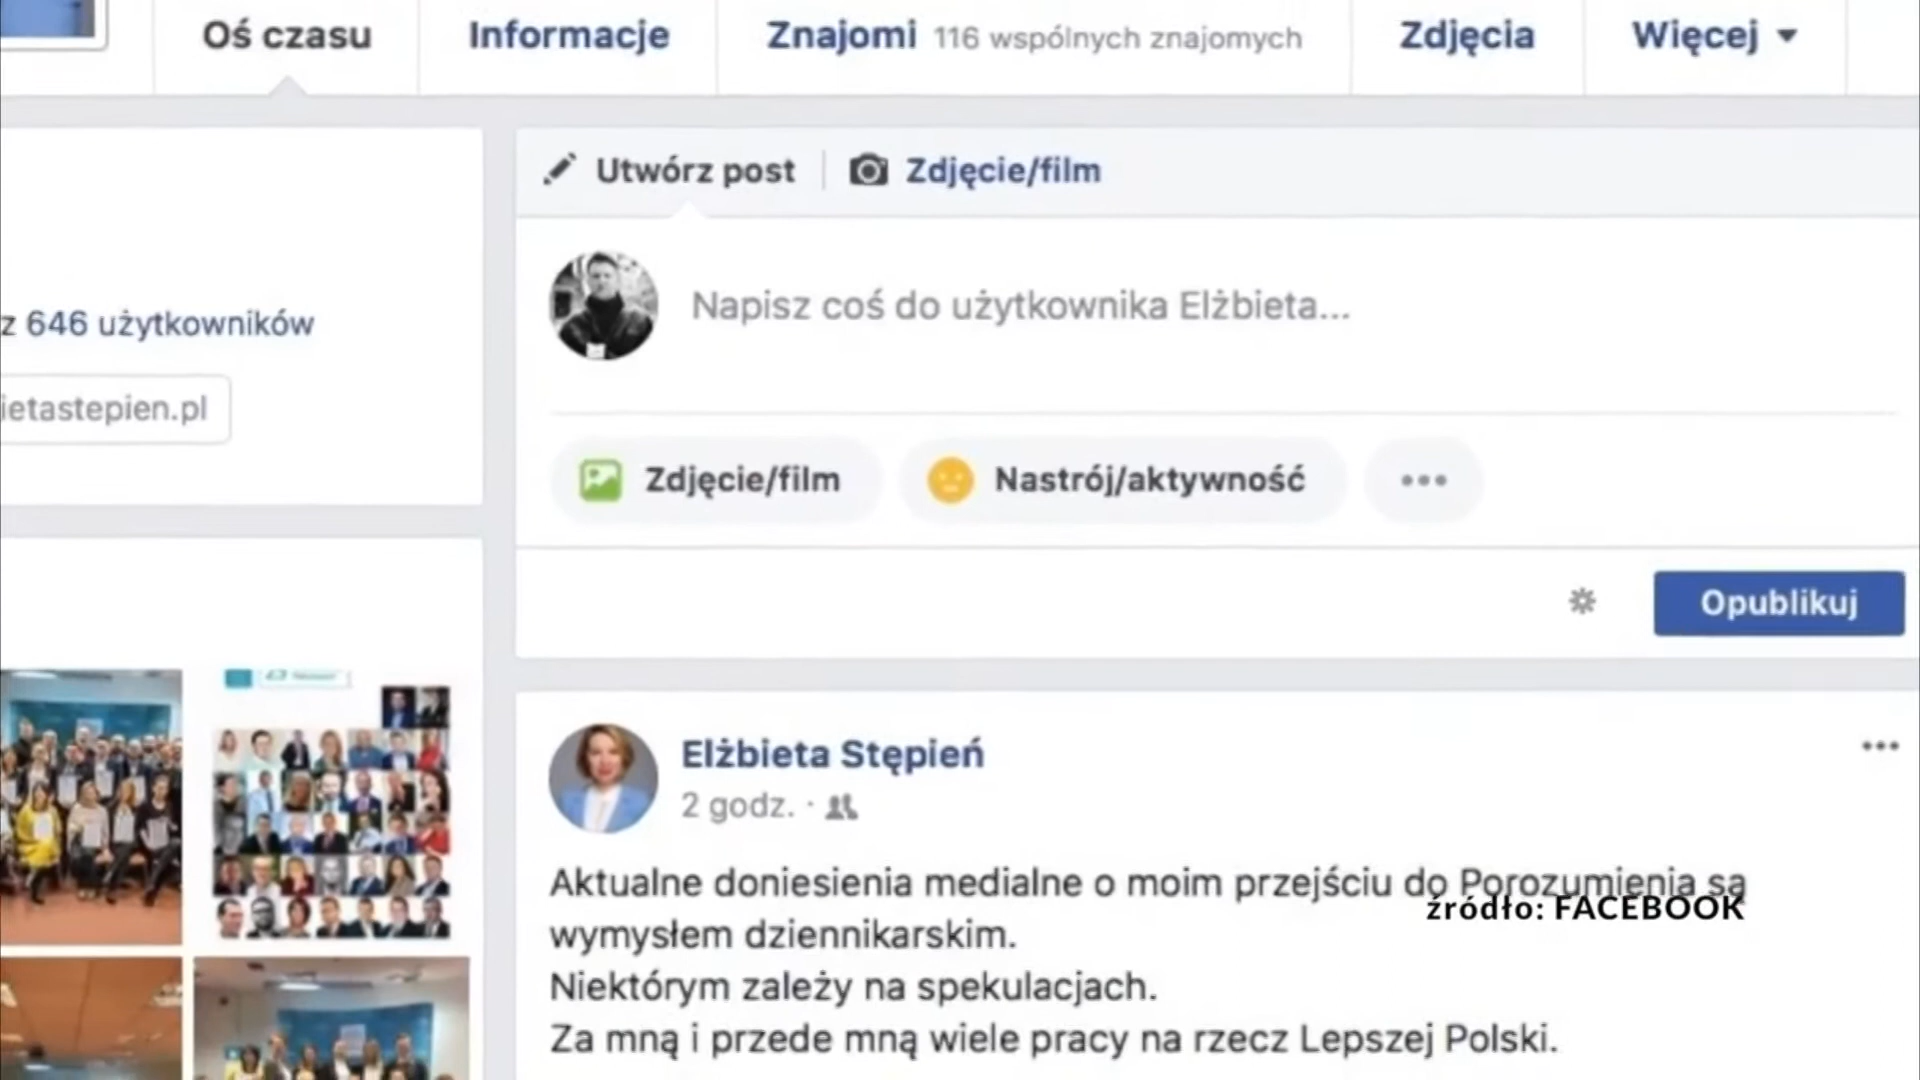 Oś czasu
Informacje
Znajomi 116 wspólnych znajomych
Zdjęcia
Więcej
Utwórz post
Zdjęcie/film
z 646 użytkowników
ietastepien.pl
Napisz coś do użytkownika Elżbieta...
Zdjęcie/film
Nastrój/aktywność
Opublikuj
Elżbieta Stępień
2 godz.
Aktualne doniesienia medialne o moim przejściu do Porozumienia są
wymysłem dziennikarskim.
Niektórym zależy na spekulacjach.
Za mną i przede mną wiele pracy na rzecz Lepszej Polski.
źródło: FACEBOOK